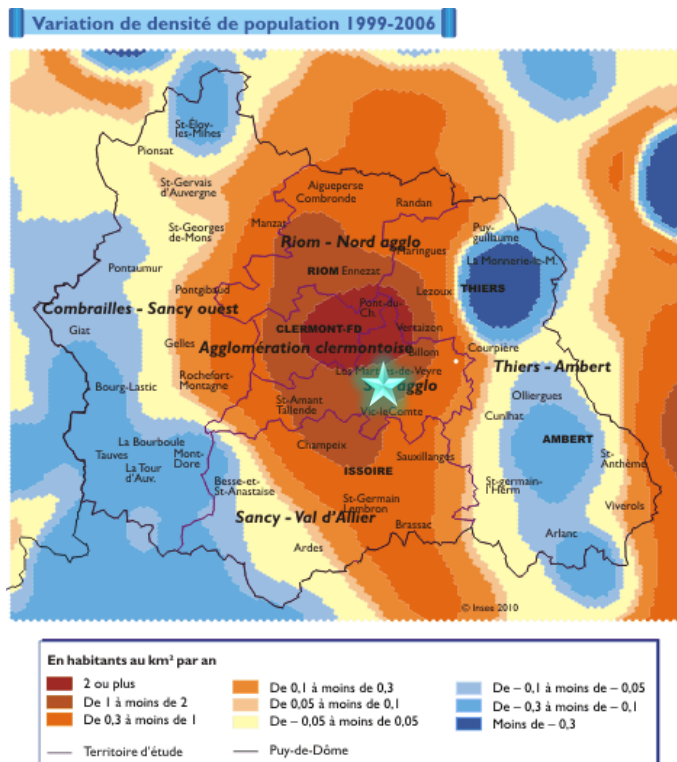 Variation de densité de population 1999-2006
St-Éloy-
les-Mines
Pionsat
St-Gervais
d'Auvergne
Aigueperse
Combronde
Randan
St-Georges
de-Mons
Manzat
Puy-
guillaume
Riom - Nord agglo
Maringues
La Monnerie-le-M.
Pontaumur
RIOM Ennezat
Pontgibaud
Lezoux
THIERS
Combrailles - Sancy ouest
Pont-du-
Ch.
Giat
CLERMONT-FD
Vertaizon
Gelles
Agglomération clermontoise
Billom
Courpière
Thiers - Ambert
Rochefort-
Montagne
Les Martres-de-Veyre
agglo
Bourg-Lastic
Olliergues
St-Amant
Tallende
Vic-leComte
Cunlhat
La Bourboule
Tauves
Mont-
Dore
Champeix
Sauxillanges
AMBERT
La Tour
d'Auv.
ISSOIRE
St-
Anthème
Besse-et-
St-Anastaise
St-germain-
l'Herm
St-Germain
Lembron
Viverols
Sancy - Val d'Allier
Brassac
Arlanc
Ardes
© Insee 2010
En habitants au km² par an
2 ou plus
De 1 à moins de 2
De 0,3 à moins de 1
De 0,1 à moins de 0,3
De 0,05 à moins de 0,1
De – 0,05 à moins de 0,05
De – 0,1 à moins de – 0,05
De – 0,3 à moins de – 0,1
Moins de – 0,3
Territoire d'étude
Puy-de-Dôme